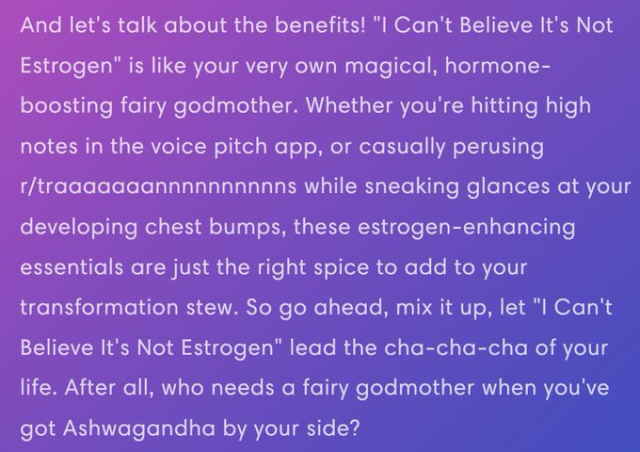 And let's talk about the benefits! "I Can't Believe It's Not
Estrogen" is like your very own magical, hormone-
boosting fairy godmother. Whether you're hitting high
notes in the voice pitch app, or casually perusing
r/traaaaaaannnnnnnnnns while sneaking glances at your
developing chest bumps, these estrogen-enhancing
essentials are just the right spice to add to your
transformation stew. So go ahead, mix it up, let "I Can't
Believe It's Not Estrogen" lead the cha-cha-cha of your
life. After all, who needs a fairy godmother when you've
got Ashwagandha by your side?